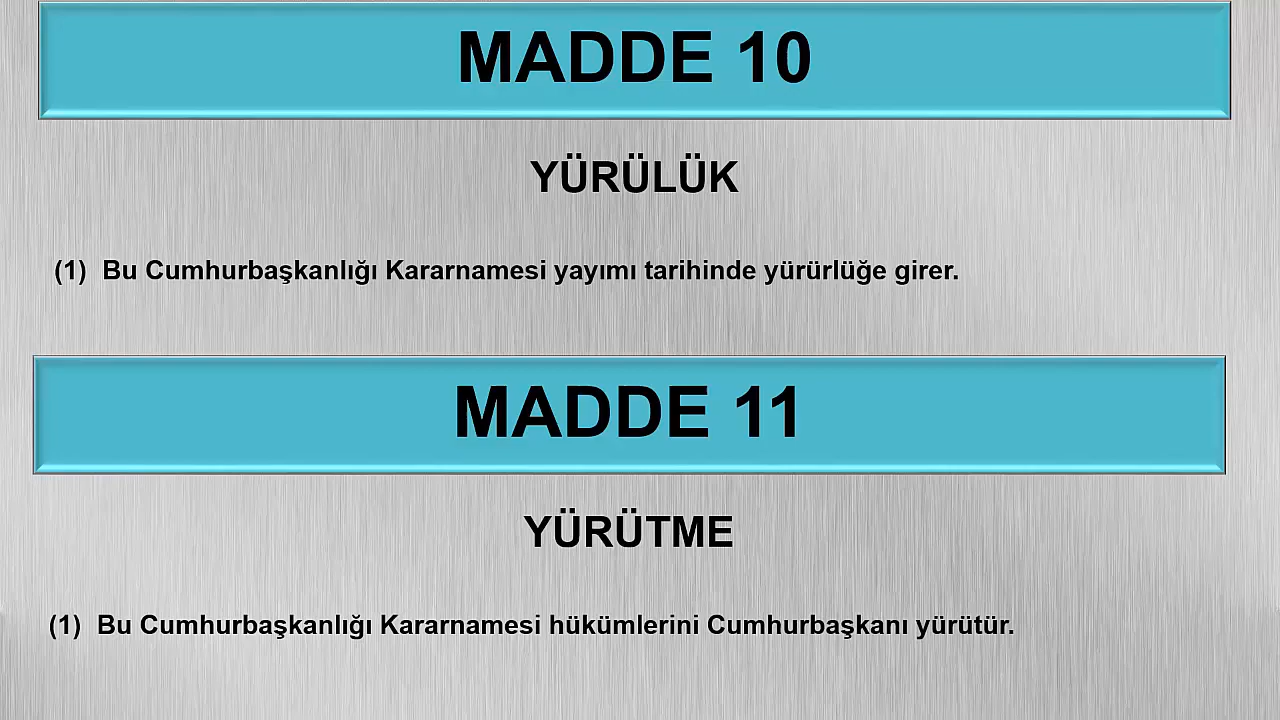 MADDE 10
YÜRÜLÜK
(1) Bu Cumhurbaşkanlığı Kararnamesi yayımı tarihinde yürürlüğe girer.
MADDE 11
YÜRÜTME
(1) Bu Cumhurbaşkanlığı Kararnamesi hükümlerini Cumhurbaşkanı yürütür.